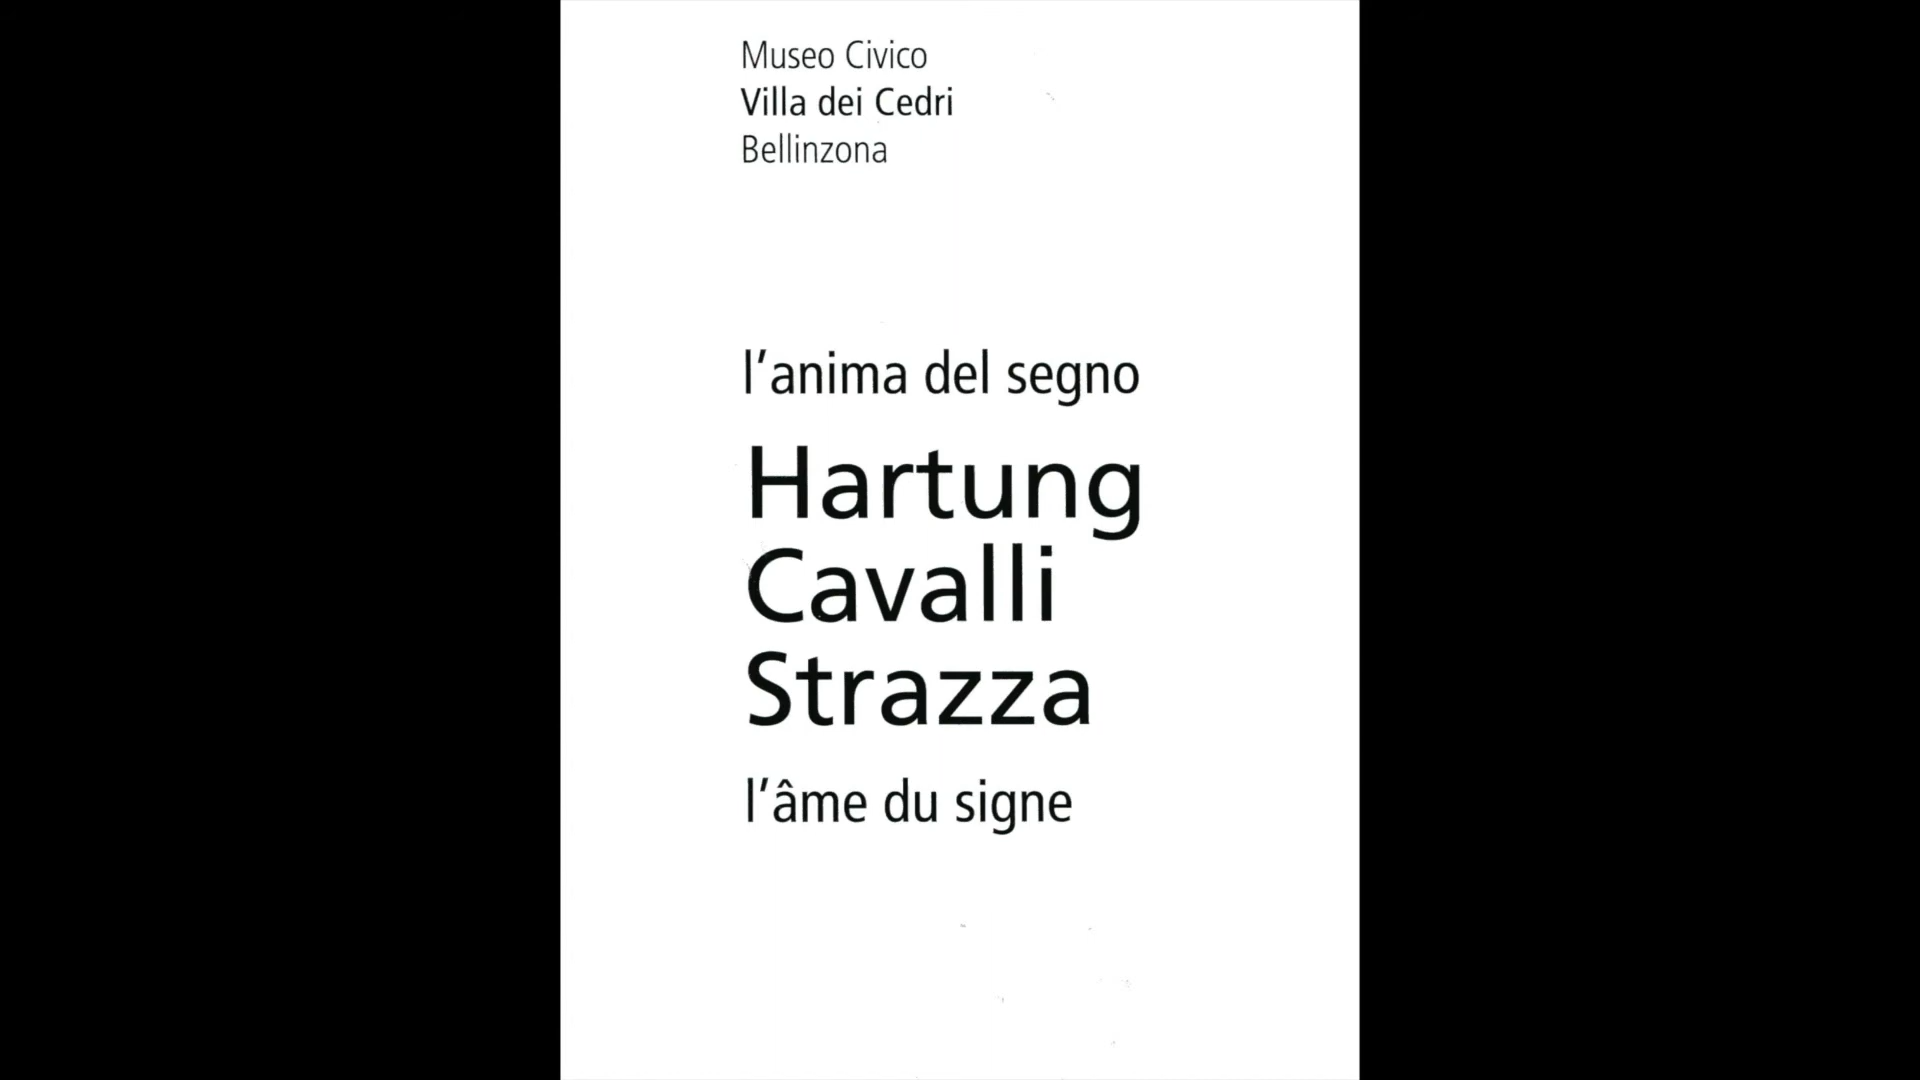 Museo Civico
Villa dei Cedri
Bellinzona
l’anima del segno
Hartung
Cavalli
Strazza
l’âme du signe